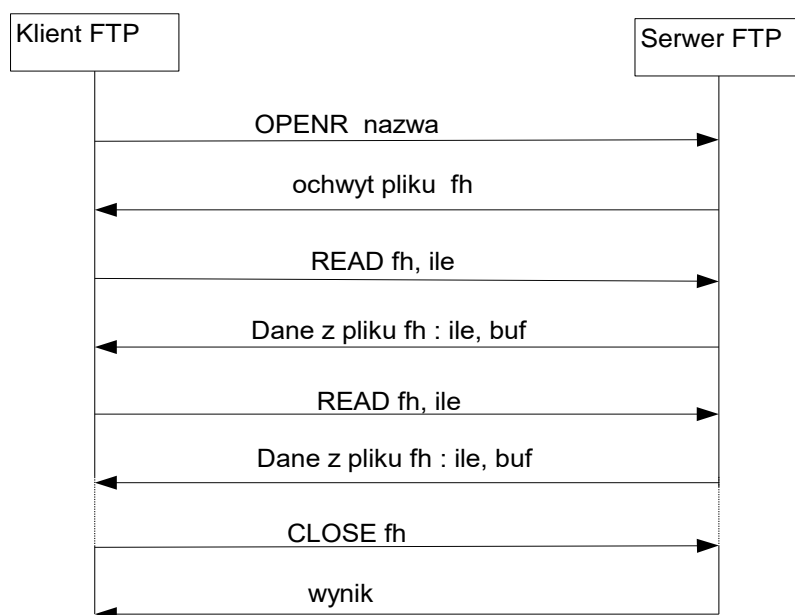 Klient FTP
Serwer FTP
OPENR nazwa
ochwyt pliku fh
READ fh, ile
Dane z pliku fh : ile, buf
READ fh, ile
Dane z pliku fh : ile, buf
CLOSE fh
wynik